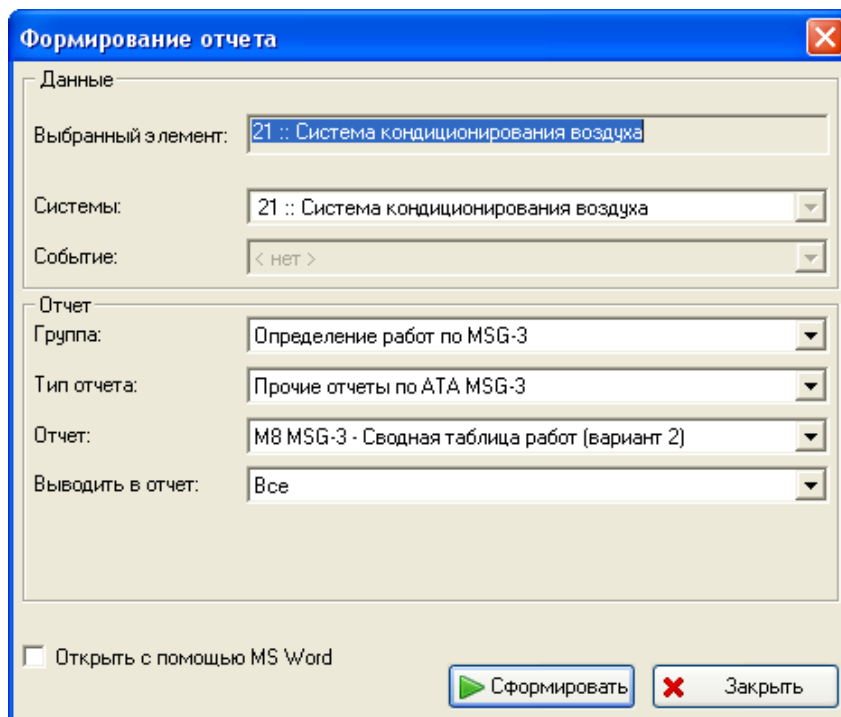 Формирование отчета
Данные
Выбранный элемент: 21 :: Система кондиционирования воздуха
Системы: 21 :: Система кондиционирования воздуха
Событие: < нет >
Отчет
Группа: Определение работ по MSG-3
Тип отчета: Прочие отчеты по ATA MSG-3
Отчет: M8 MSG-3 - Сводная таблица работ (вариант 2)
Выводить в отчет: Все
Открыть с помощью MS Word
Сформировать Закрыть